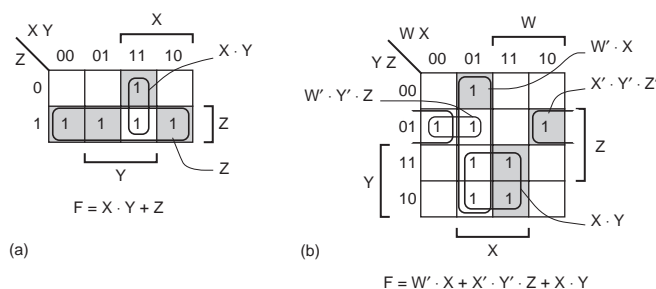 X Y
Z
X
00 01 11 10
X · Y
0
1
1
1 1 1 1
Z
Y
Z
F = X · Y + Z
(a)
W X
Y Z
W
00 01 11 10
W′ · X
X′ · Y′ · Z′
W′ · Y′ · Z
00
1
01
1 1 1
Z
11
1 1
Y
10
1 1
X · Y
X
(b)
F = W′ · X + X′ · Y′ · Z + X · Y